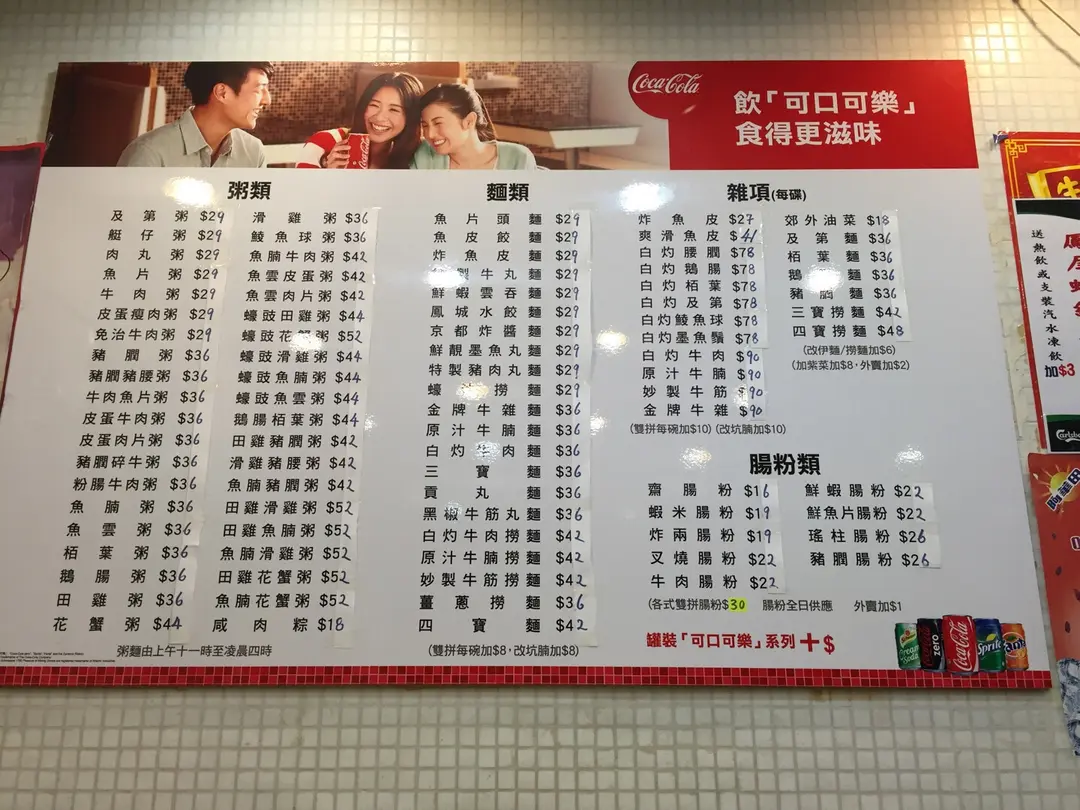 Coca-Cola
飲「可口可樂」
食得更滋味
粥類
及第粥 $29
艇仔粥 $29
肉丸粥 $29
魚片粥 $29
牛肉粥 $29
皮蛋瘦肉粥 $29
免治牛肉粥 $29
豬膶粥 $36
豬膶豬腰粥 $36
牛肉魚片粥 $36
皮蛋牛肉粥 $36
皮蛋肉片粥 $36
豬膶碎牛粥 $36
粉腸牛肉粥 $36
魚腩粥 $36
魚雲粥 $36
栢葉粥 $36
鵝腸粥 $36
田雞粥 $36
花蟹粥 $44
滑雞粥 $36
鯪魚球粥 $36
魚腩牛肉粥 $42
魚雲皮蛋粥 $42
魚雲肉片粥 $42
蠔豉田雞粥 $44
蠔豉花蟹粥 $52
蠔豉滑雞粥 $44
蠔豉魚腩粥 $44
蠔豉魚雲粥 $44
鵝腸栢葉粥 $44
田雞豬膶粥 $42
滑雞豬腰粥 $42
魚腩豬膶粥 $42
田雞滑雞粥 $52
田雞魚腩粥 $52
魚腩滑雞粥 $52
田雞花蟹粥 $52
魚腩花蟹粥 $52
咸肉粽 $18
粥麵由上午十一時至凌晨四時
麵類
魚片頭麵 $29
魚皮餃麵 $29
炸魚皮麵 $29
製牛丸麵 $29
鮮蝦雲吞麵 $29
鳳城水餃麵 $29
京都炸醬麵 $29
鮮靚墨魚丸麵 $29
特製豬肉丸麵 $29
蠔 撈麵 $29
金牌牛雜麵 $36
原汁牛腩麵 $36
白灼牛肉麵 $36
三寶麵 $36
貢丸麵 $36
黑椒牛筋丸麵 $36
白灼牛肉撈麵 $42
原汁牛腩撈麵 $42
妙製牛筋撈麵 $42
薑蔥撈麵 $36
四寶麵 $42
(雙拼每碗加$8，改坑腩加$8)
雜項(每碟)
炸魚皮 $27
爽滑魚皮 $41
白灼腰膶 $78
白灼鵝腸 $78
白灼栢葉 $78
白灼及第 $78
白灼鯪魚球 $78
白灼墨魚鬚 $78
白灼牛肉 $90
原汁牛腩 $90
妙製牛筋 $90
金牌牛雜 $90
(雙拼每碗加$10) (改坑腩加$10)
郊外油菜 $18
及第麵 $36
栢葉麵 $36
鵝 麵 $36
豬膶麵 $36
三寶撈麵 $42
四寶撈麵 $48
(改伊麵/撈麵加$6)
(加紫菜加$8，外賣加$2)
腸粉類
齋腸粉 $16
蝦米腸粉 $19
炸兩腸粉 $19
叉燒腸粉 $22
牛肉腸粉 $22
鮮蝦腸粉 $22
鮮魚片腸粉 $22
瑤柱腸粉 $26
豬膶腸粉 $26
(各式雙拼腸粉$30 腸粉全日供應 外賣加$1
罐裝「可口可樂」系列＋$
Cream Soda
zero
Coca-Cola
Sprite
送熱飲或支裝汽水凍飲
加$3
Carlsberg